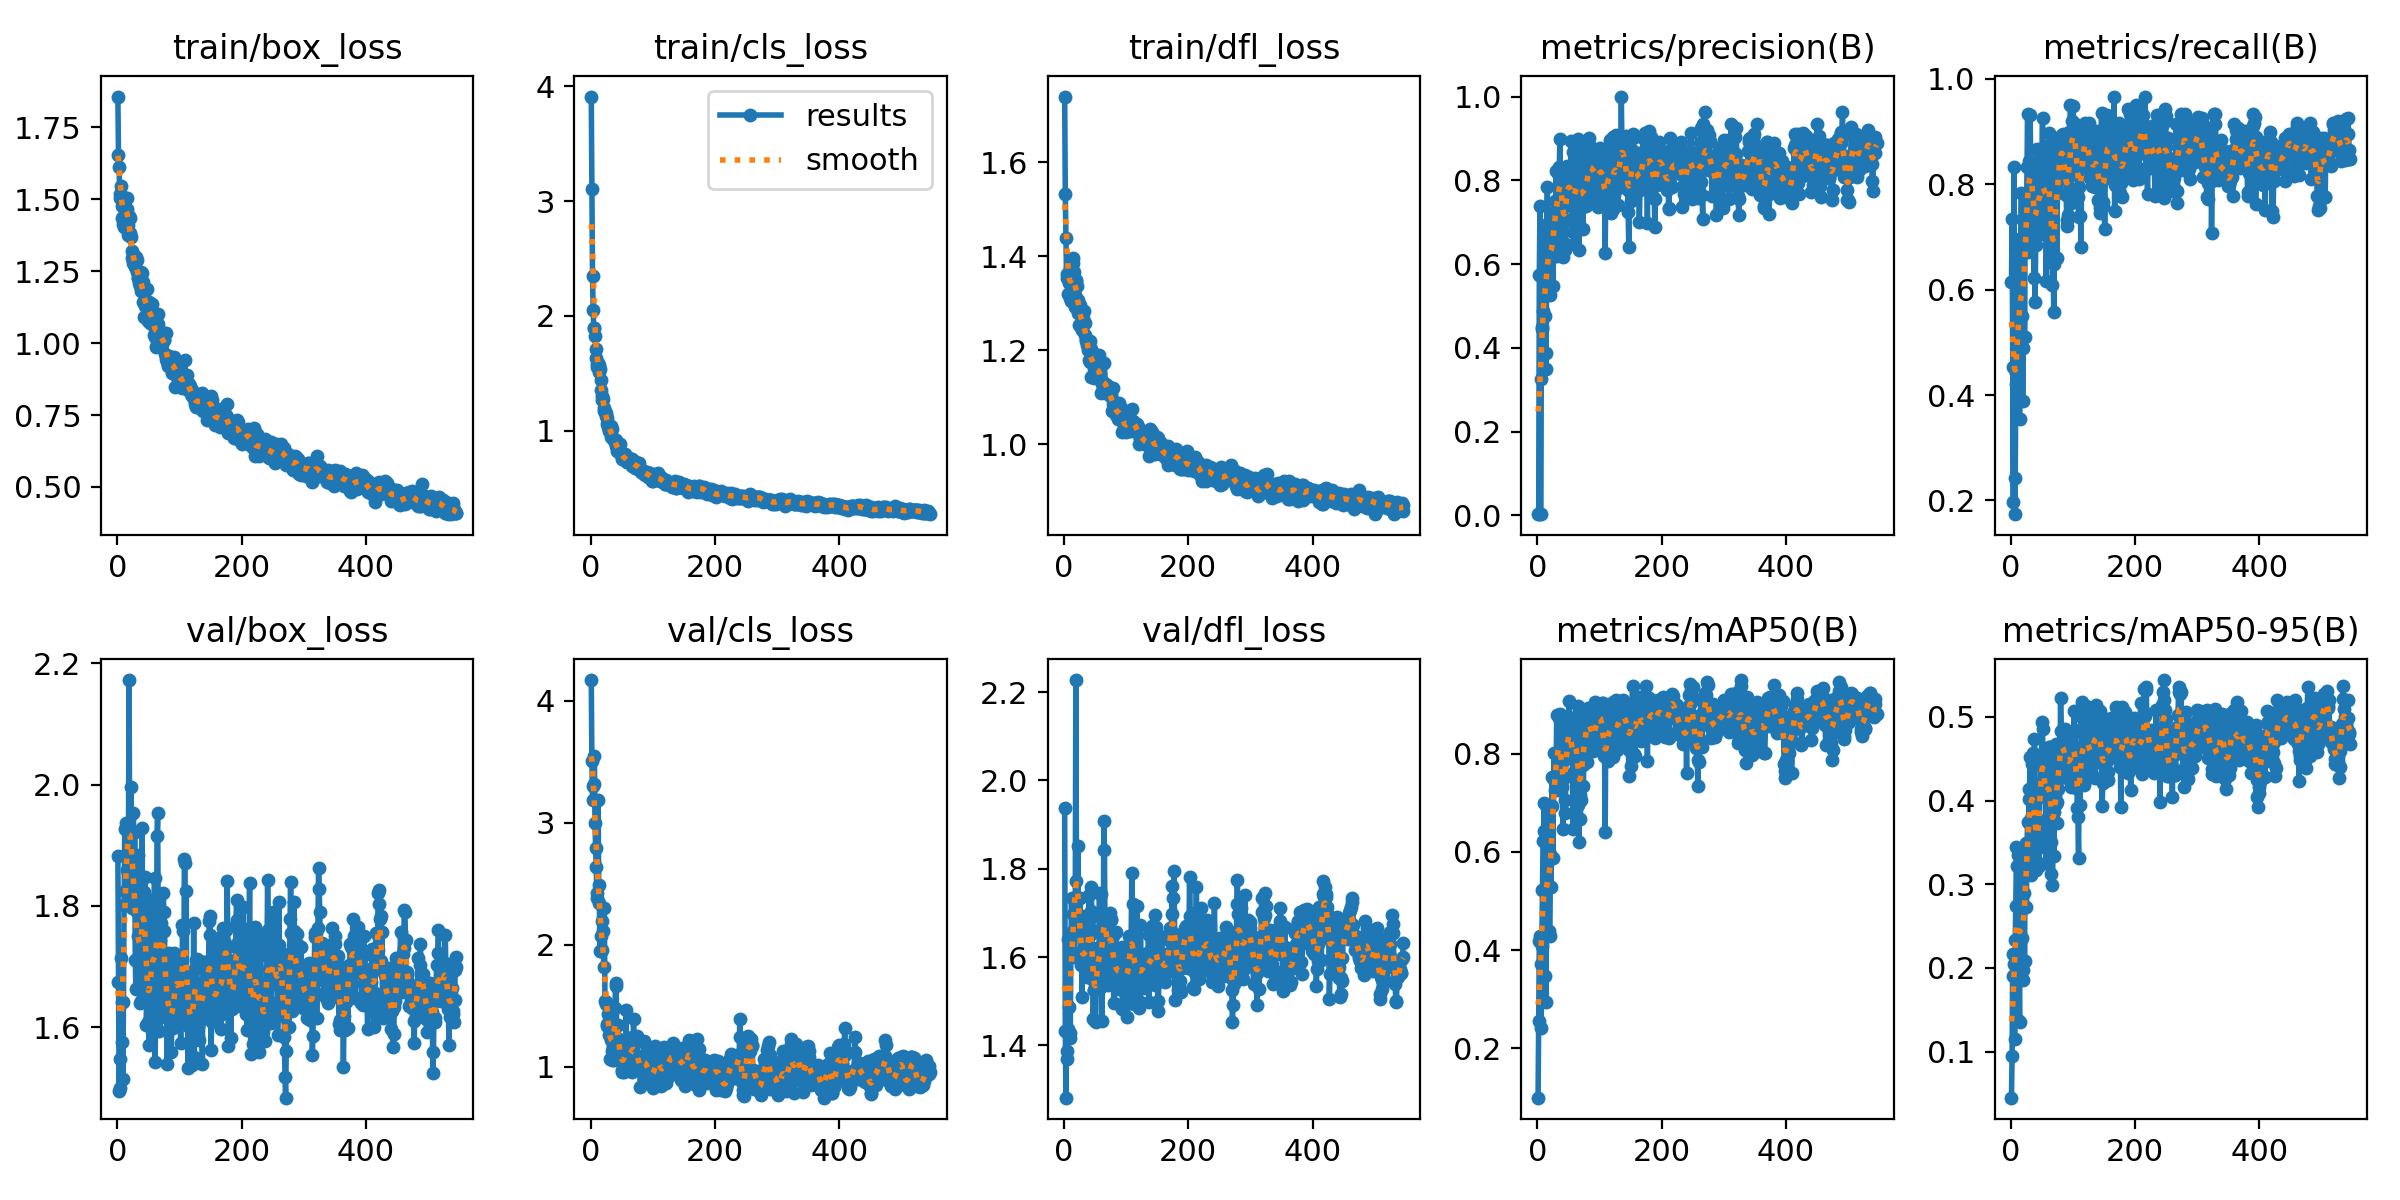 train/box_loss
1.75
1.50
1.25
1.00
0.75
0.50
0 200 400
train/cls_loss
results
smooth
4
3
2
1
0 200 400
train/dfl_loss
1.6
1.4
1.2
1.0
0 200 400
metrics/precision(B)
1.0
0.8
0.6
0.4
0.2
0.0
0 200 400
metrics/recall(B)
1.0
0.8
0.6
0.4
0.2
0 200 400
val/box_loss
2.2
2.0
1.8
1.6
0 200 400
val/cls_loss
4
3
2
1
0 200 400
val/dfl_loss
2.2
2.0
1.8
1.6
1.4
0 200 400
metrics/mAP50(B)
0.8
0.6
0.4
0.2
0 200 400
metrics/mAP50-95(B)
0.5
0.4
0.3
0.2
0.1
0 200 400